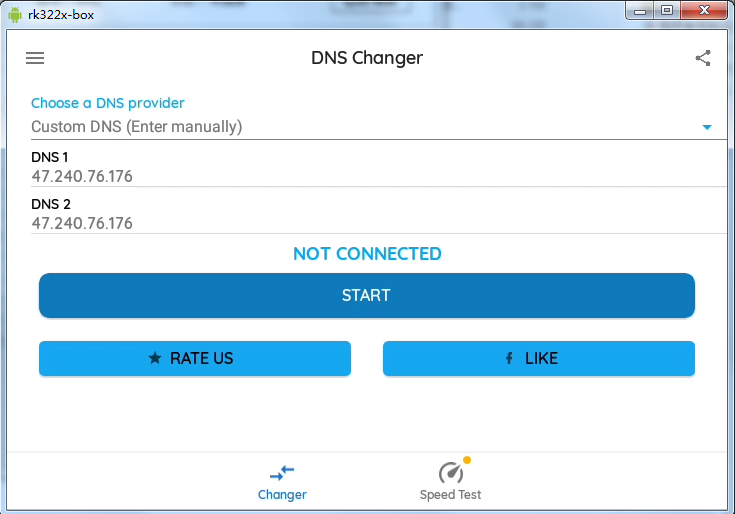 rk322x-box
DNS Changer
Choose a DNS provider
Custom DNS (Enter manually)
DNS 1
47.240.76.176
DNS 2
47.240.76.176
NOT CONNECTED
START
RATE US
LIKE
Changer
Speed Test